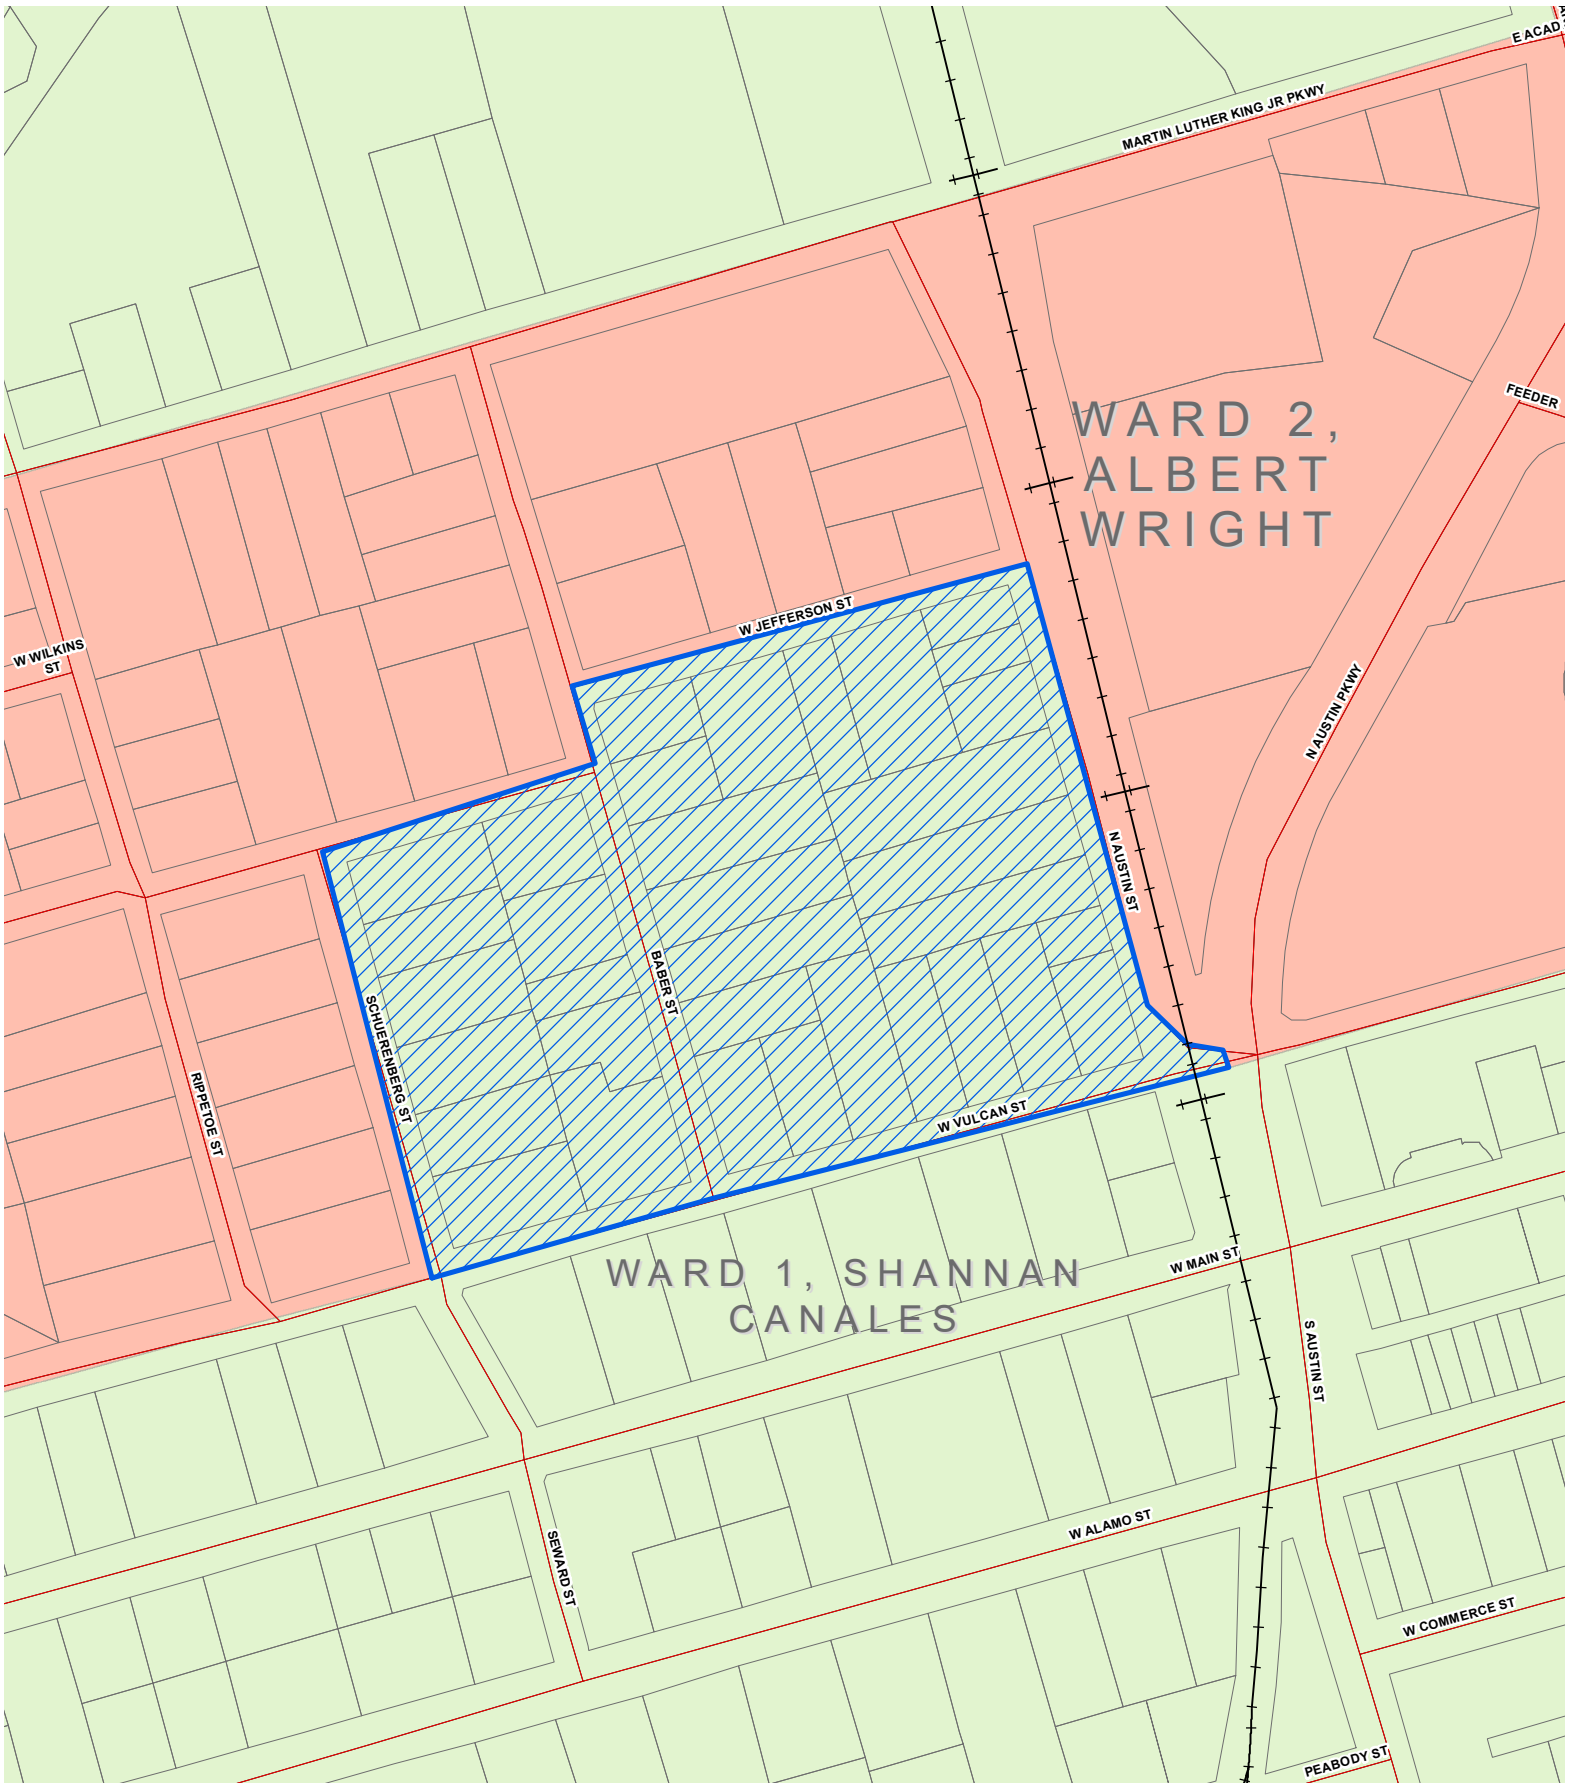 E ACAD
MARTIN LUTHER KING JR PKWY
FEEDER
WARD 2,
ALBERT
WRIGHT
W JEFFERSON ST
W WILKINS
ST
N AUSTIN PKWY
N AUSTIN ST
BABER ST
SCHUERENBERG ST
RIPPETOE ST
W VULCAN ST
WARD 1, SHANNAN
CANALES
W MAIN ST
S AUSTIN ST
SEWARD ST
W ALAMO ST
W COMMERCE ST
PEABODY ST